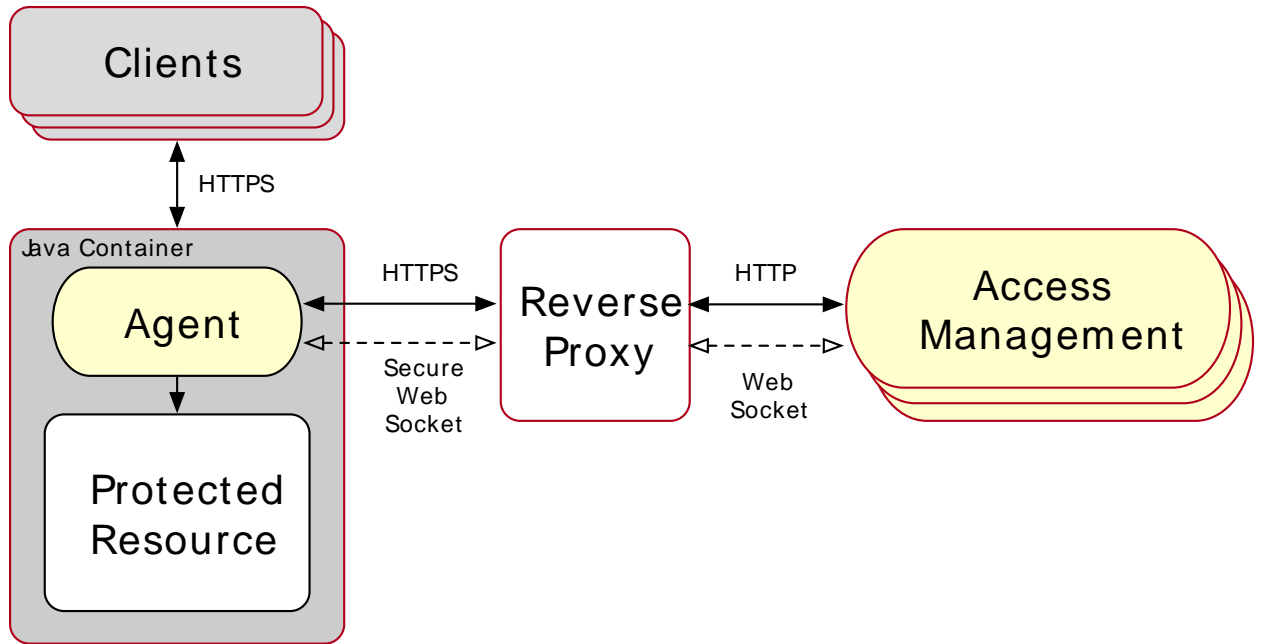 Clients
HTTPS
Java Container
Agent
Protected
Resource
HTTPS
Secure
Web
Socket
Reverse
Proxy
HTTP
Web
Socket
Access
Management